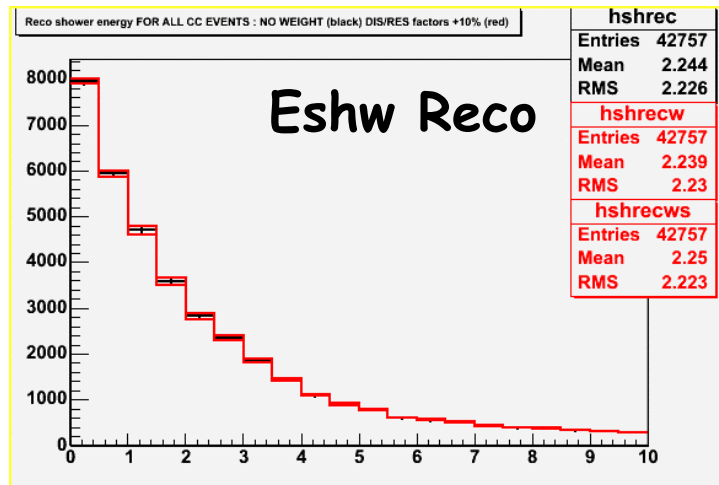 Reco shower energy FOR ALL CC EVENTS : NO WEIGHT (black) DIS/RES factors +10% (red)
hshrec
Entries 42757
Mean 2.244
RMS 2.226
hshrecw
Entries 42757
Mean 2.239
RMS 2.23
hshrecws
Entries 42757
Mean 2.25
RMS 2.223
Eshw Reco
8000
7000
6000
5000
4000
3000
2000
1000
0
0 1 2 3 4 5 6 7 8 9 10